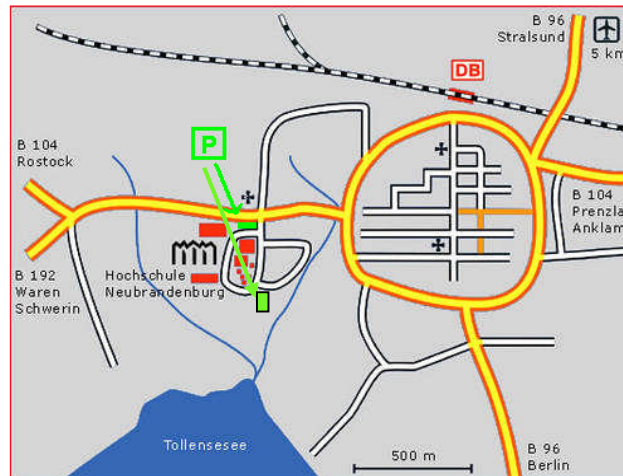 B 96
Stralsund
5 km
DB
P
B 104
Rostock
B 104
Prenzla
Anklam
B 192
Waren
Schwerin
Hochschule
Neubrandenburg
Tollensesee
500 m
B 96
Berlin